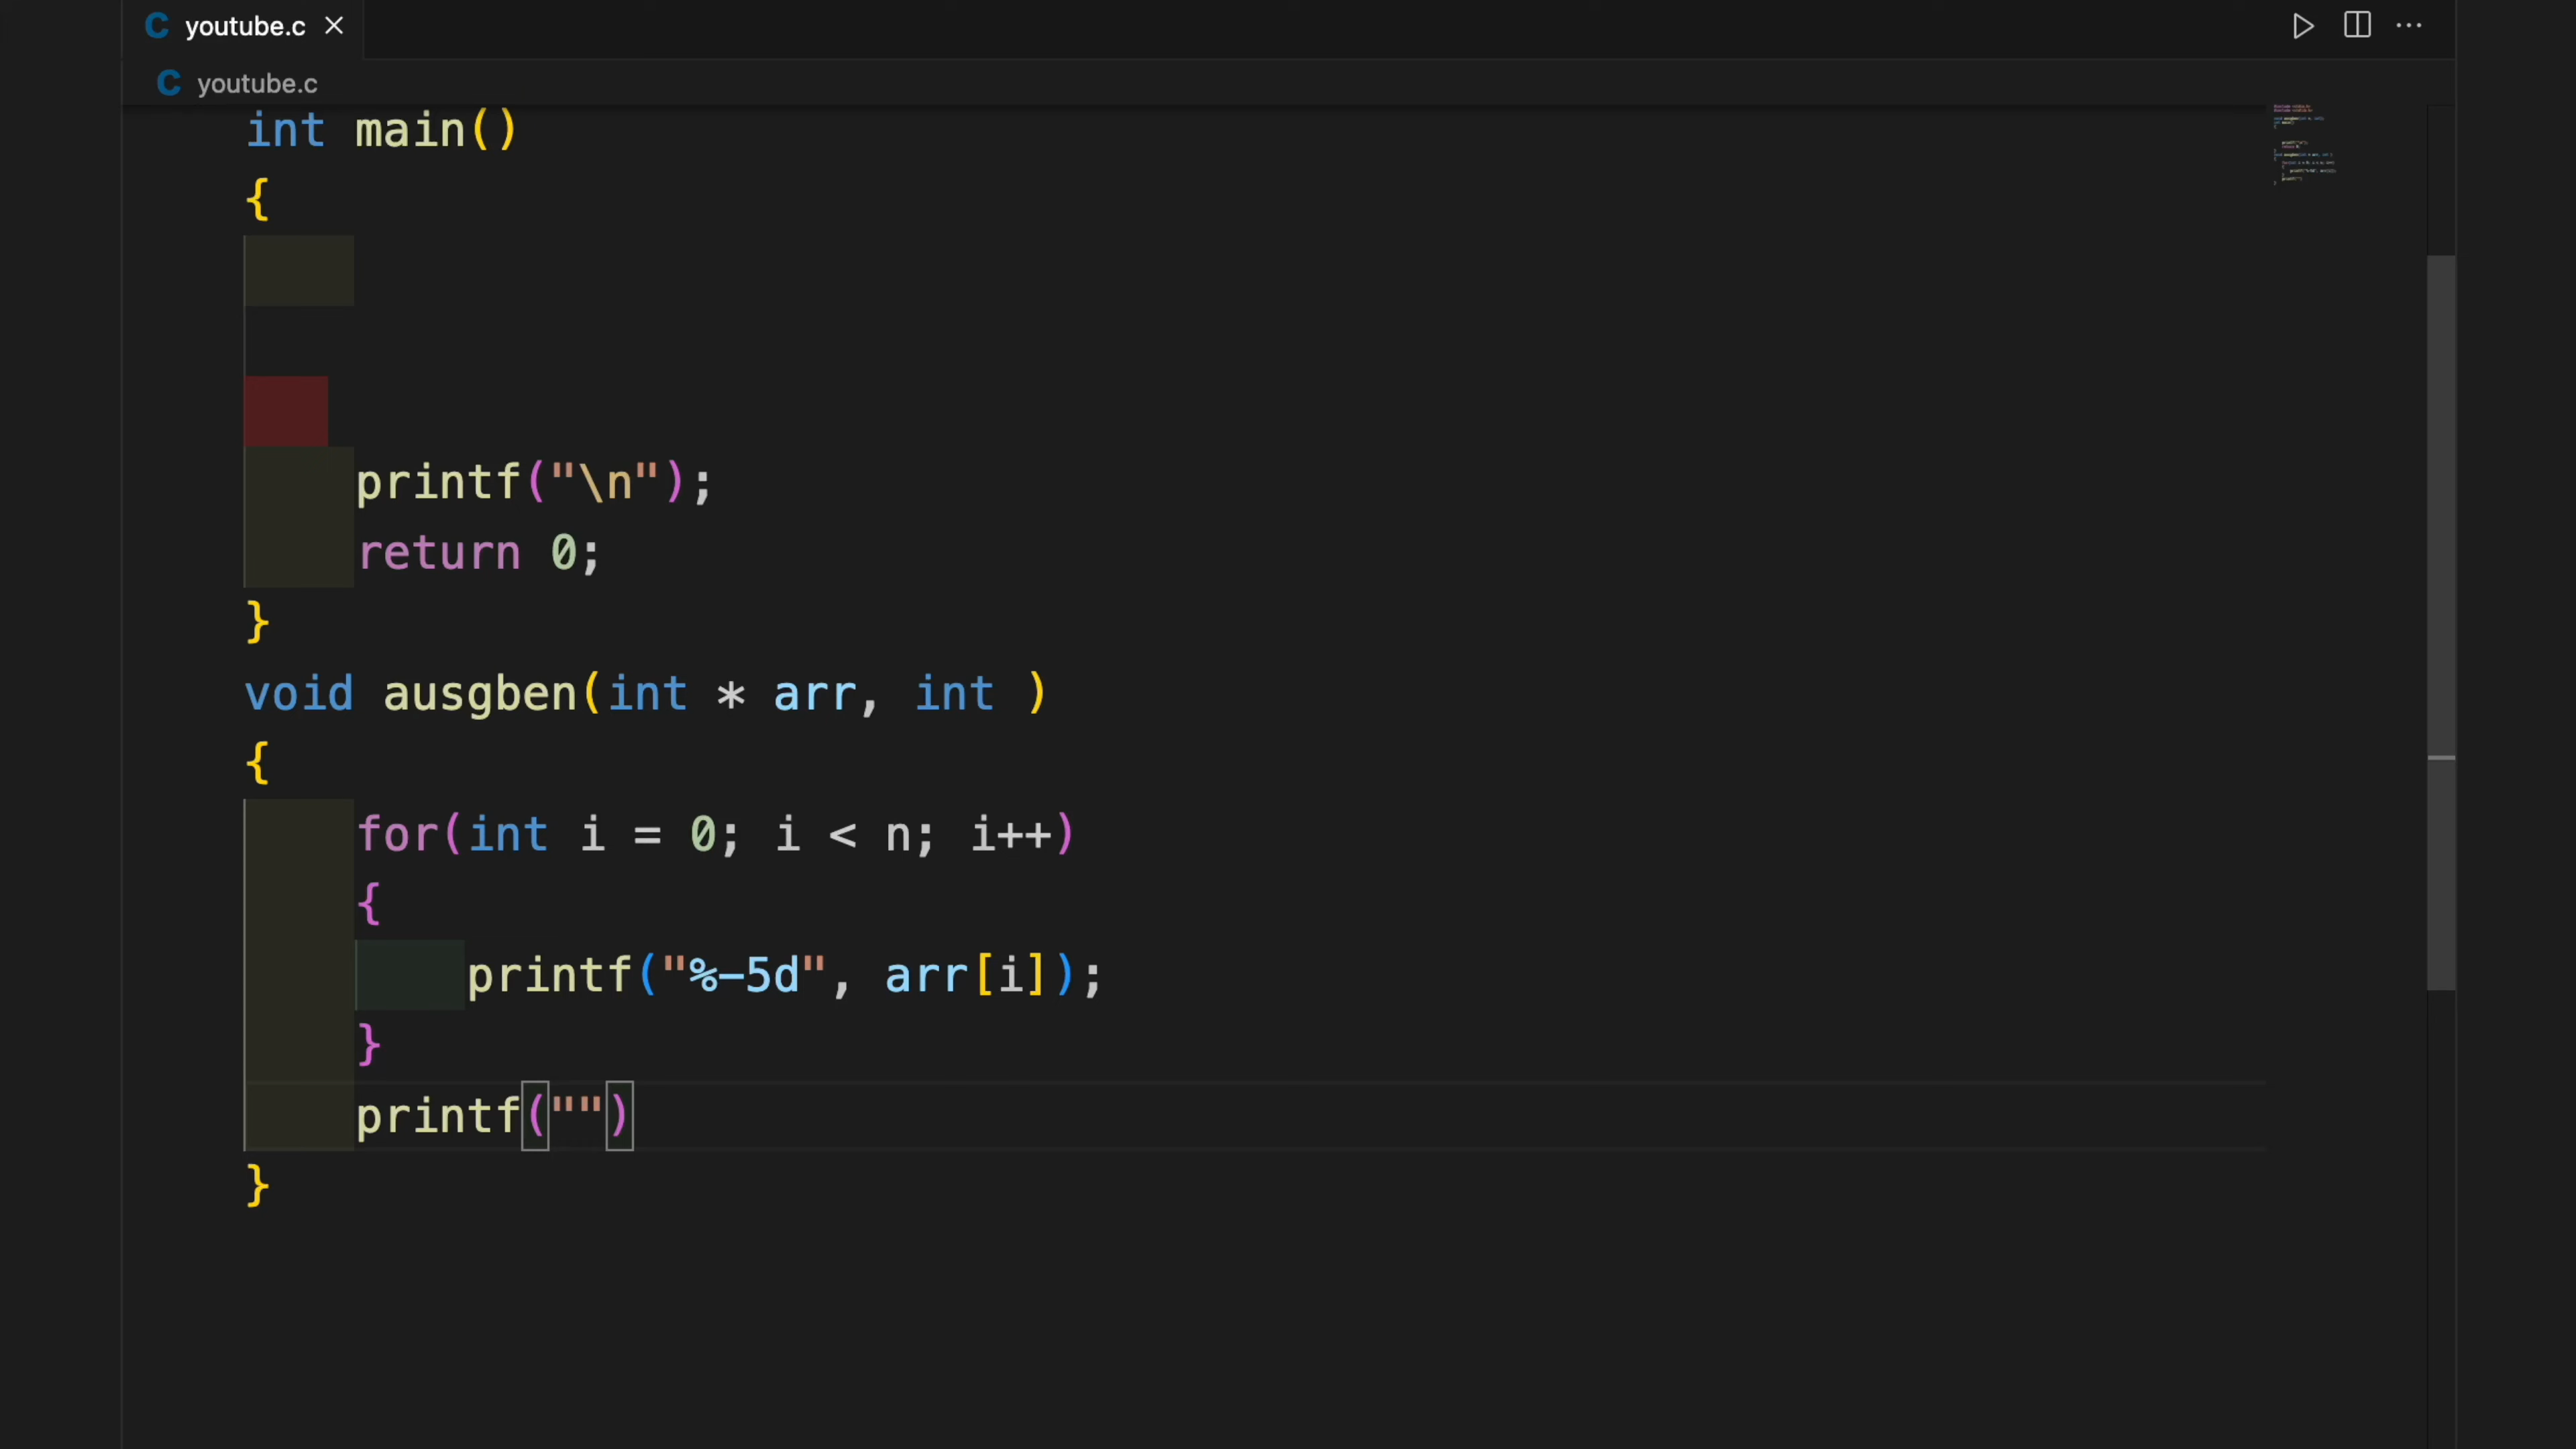 youtube.c
youtube.c
int main()
{
printf("\n");
return 0;
}
void ausgben(int * arr, int )
{
for(int i = 0; i < n; i++)
{
printf("%-5d", arr[i]);
}
printf("")
}